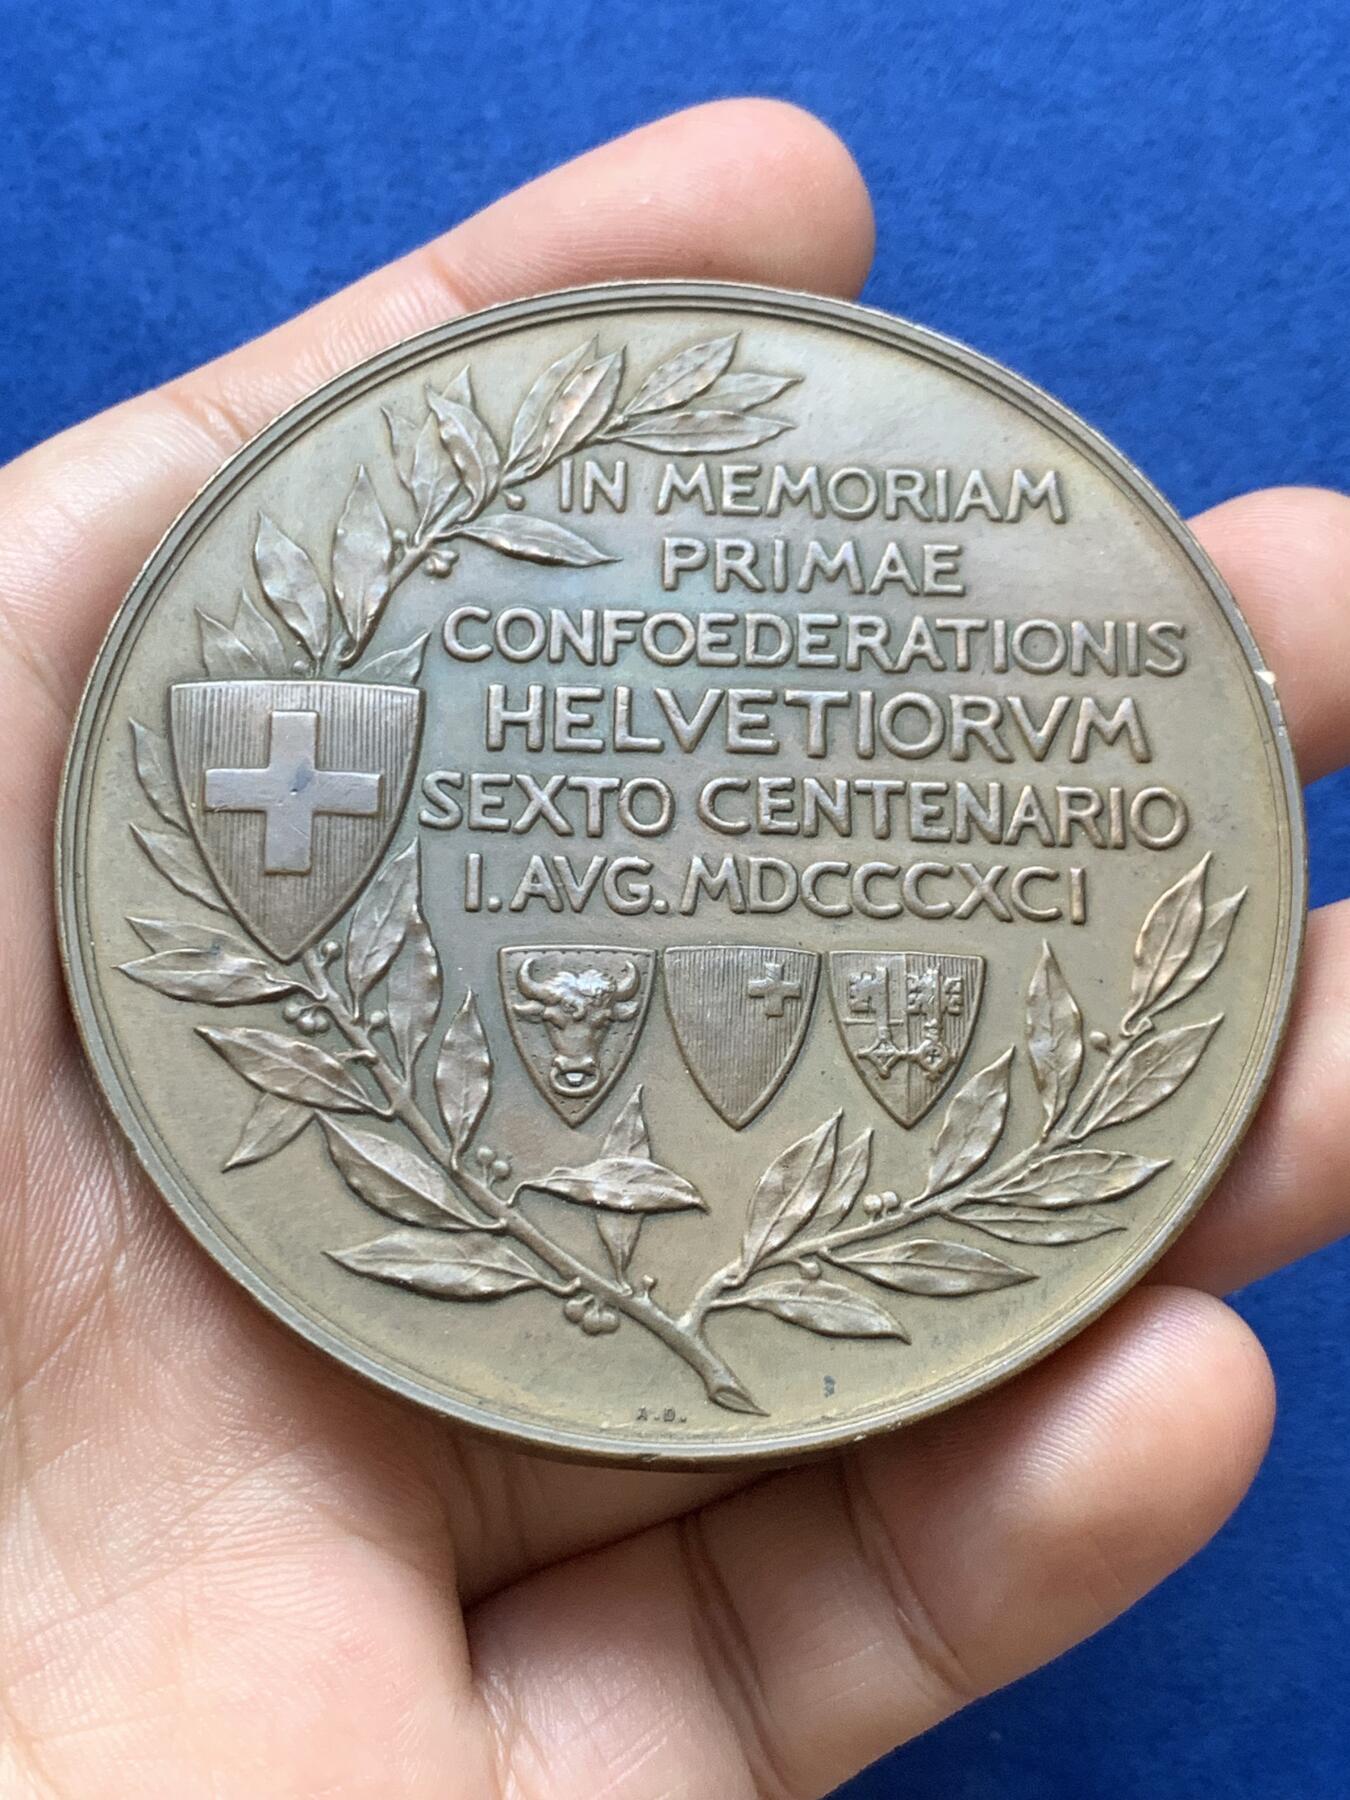 IN MEMORIAM
PRIMAE
CONFOEDERATIONIS
HELVETIORVM
SEXTO CENTENARIO
I. AVG. MDCCCXCI
A.D.